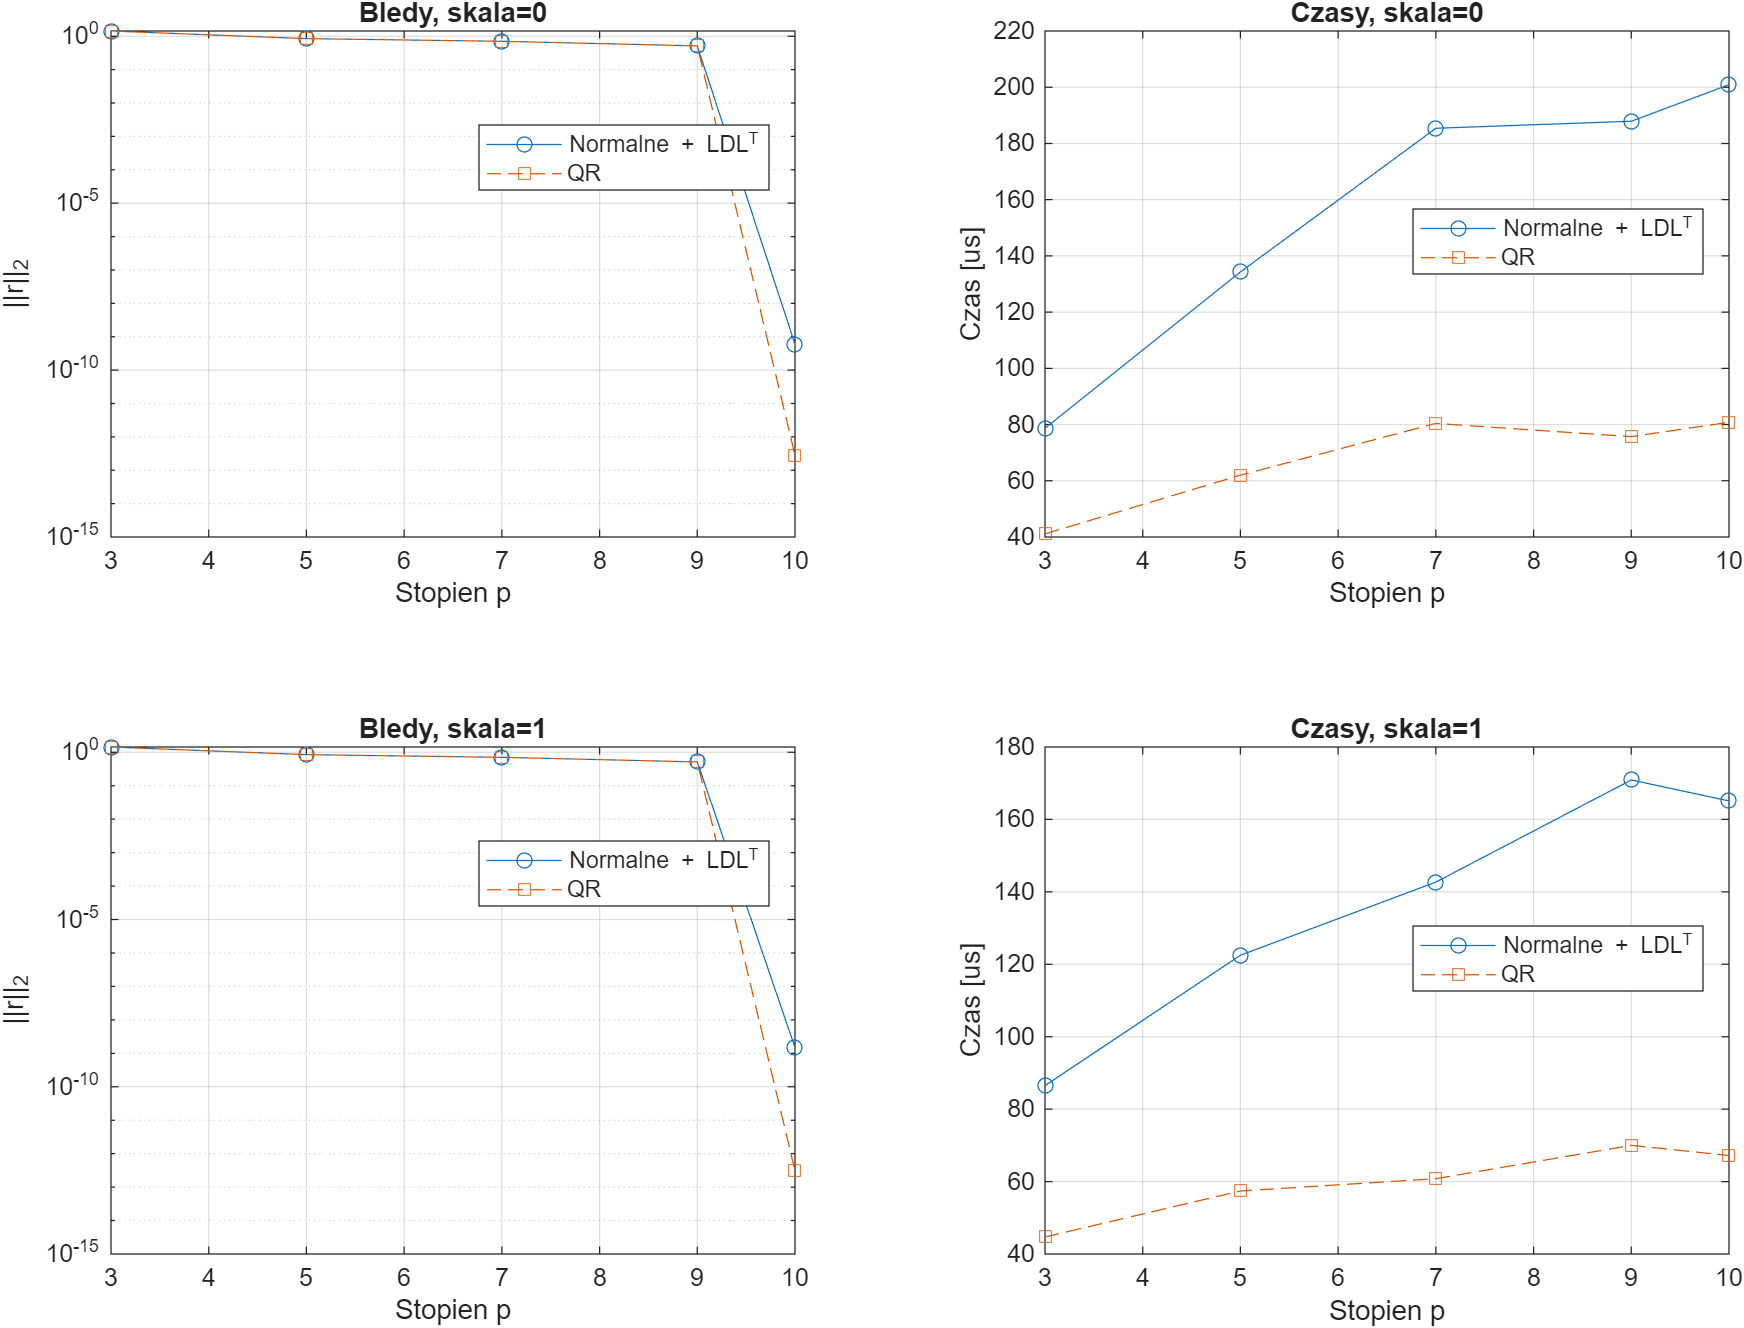 Bledy, skala=0
10^0
10^-5
10^-10
10^-15
||r||_2
3 4 5 6 7 8 9 10
Stopien p
Normalne + LDL^T
QR
Czasy, skala=0
220
200
180
160
140
120
100
80
60
40
Czas [us]
3 4 5 6 7 8 9 10
Stopien p
Normalne + LDL^T
QR
Bledy, skala=1
10^0
10^-5
10^-10
10^-15
||r||_2
3 4 5 6 7 8 9 10
Stopien p
Normalne + LDL^T
QR
Czasy, skala=1
180
160
140
120
100
80
60
40
Czas [us]
3 4 5 6 7 8 9 10
Stopien p
Normalne + LDL^T
QR